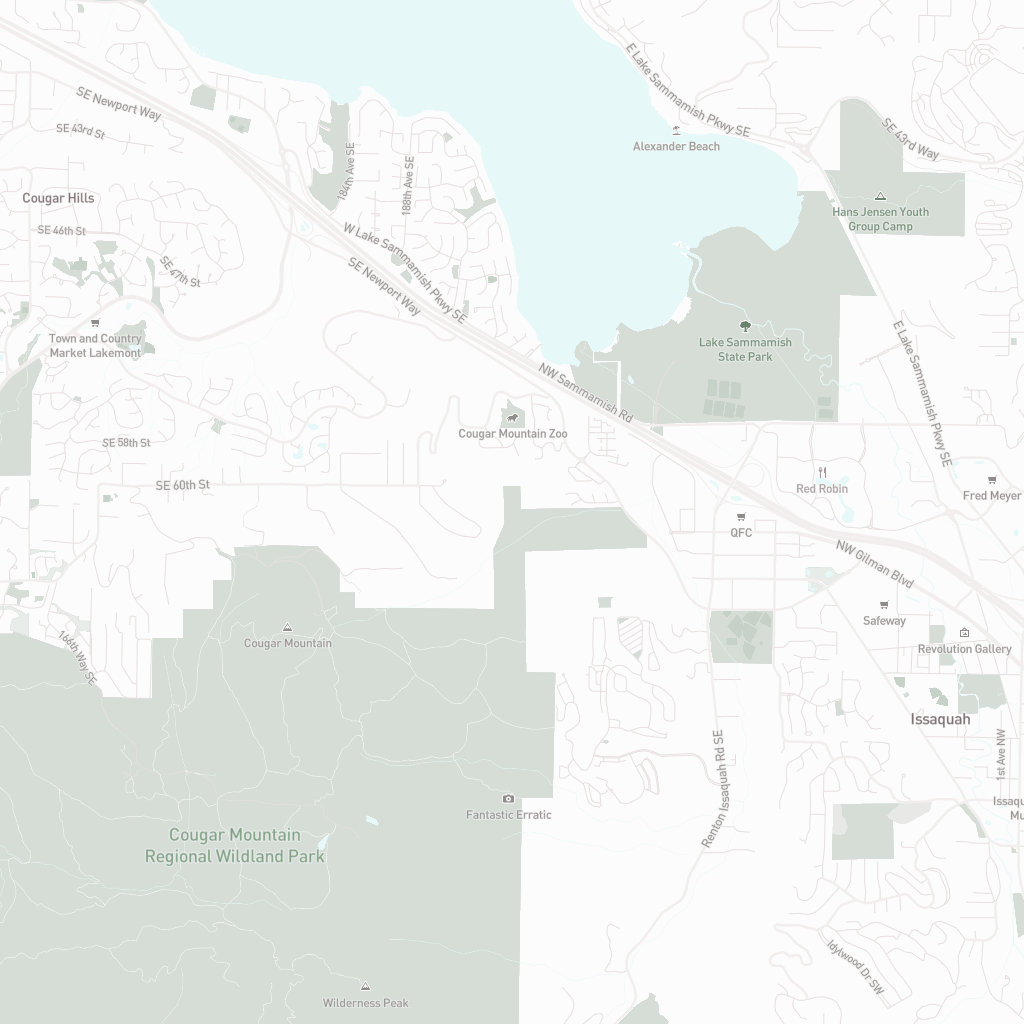 E Lake Sammamish Pkwy SE
SE Newport Way
SE 43rd St
Alexander Beach
SE 43rd Way
184th Ave SE
188th Ave SE
Cougar Hills
Hans Jensen Youth
Group Camp
SE 46th St
W Lake Sammamish Pkwy SE
SE 47th St
SE Newport Way
Town and Country
Market Lakemont
Lake Sammamish
State Park
E Lake Sammamish Pkwy SE
NW Sammamish Rd
Cougar Mountain Zoo
SE 58th St
SE 60th St
Red Robin
Fred Meyer
QFC
NW Gilman Blvd
Safeway
Cougar Mountain
Revolution Gallery
166th Way SE
Issaquah
Renton Issaquah Rd SE
1st Ave NW
Fantastic Erratic
Issaqu
Mu
Cougar Mountain
Regional Wildland Park
Idylwood Dr SW
Wilderness Peak